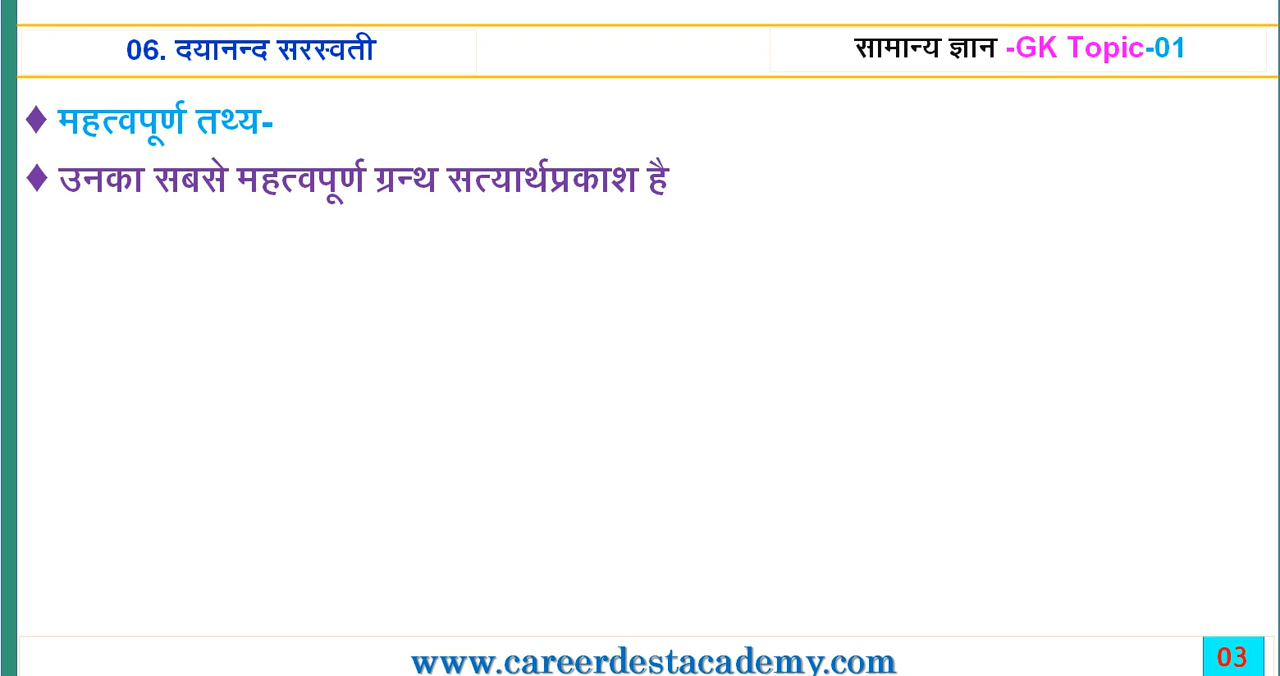 06. दयानन्द सरस्वती
सामान्य ज्ञान -GK Topic-01
महत्वपूर्ण तथ्य-
उनका सबसे महत्वपूर्ण ग्रन्थ सत्यार्थप्रकाश है
www.careerdestacademy.com
03